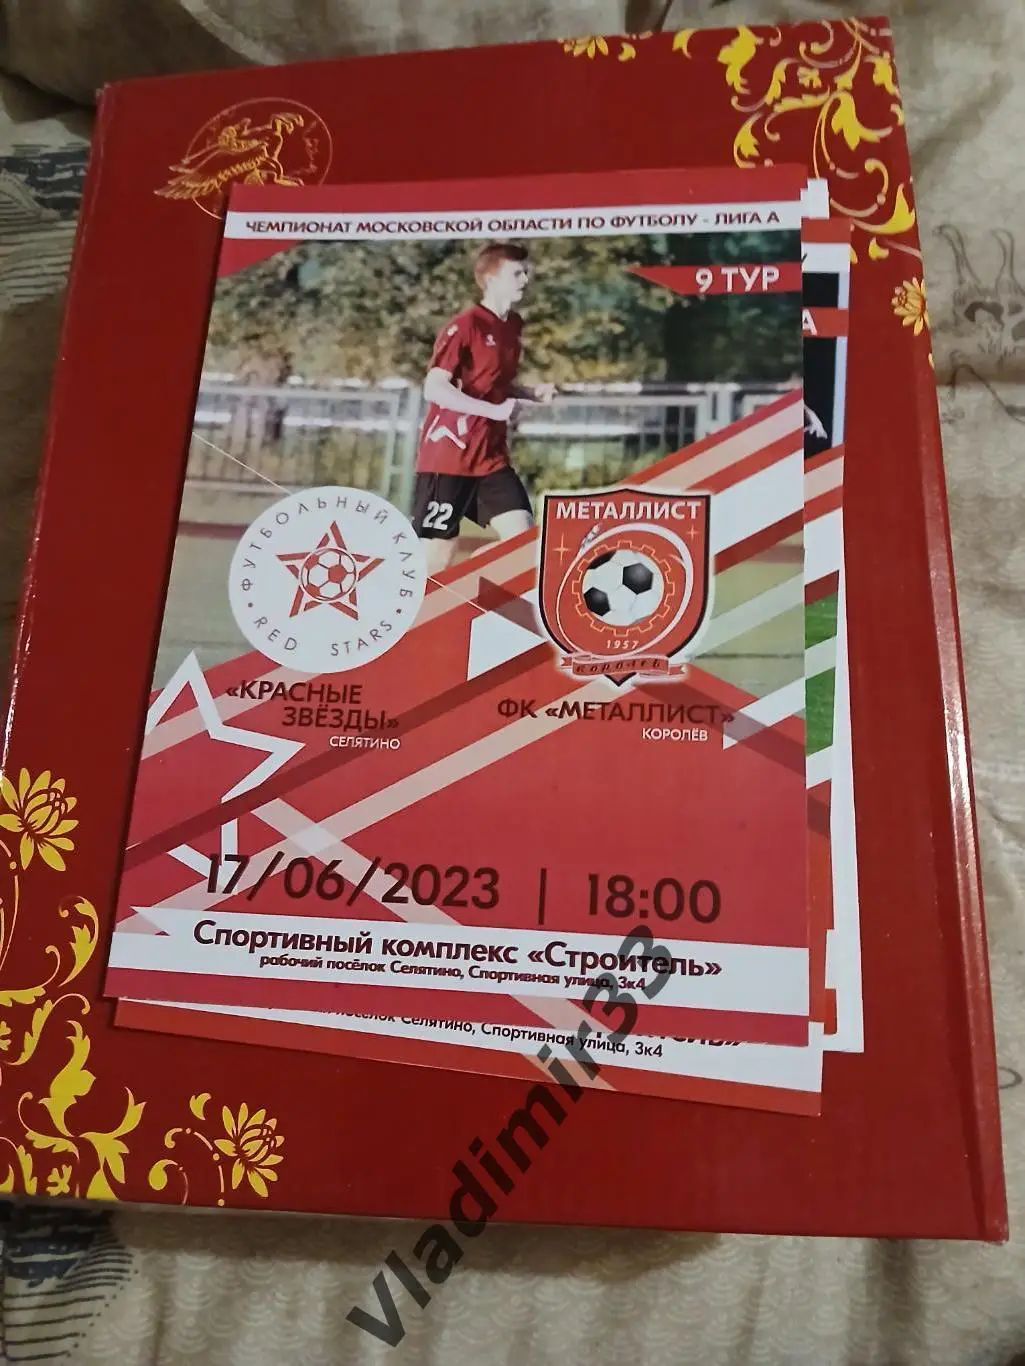 ЧЕМПИОНАТ МОСКОВСКОЙ ОБЛАСТИ ПО ФУТБОЛУ - ЛИГА А
9 ТУР
А
22
ФУТБОЛЬНЫЙ КЛУБ
RED STARS
МЕТАЛЛИСТ
1957
КОРОЛЁВ
«КРАСНЫЕ
ЗВЁЗДЫ»
СЕЛЯТИНО
ФК «МЕТАЛЛИСТ»
КОРОЛЁВ
17/06/2023 | 18:00
Спортивный комплекс «Строитель»
рабочий посёлок Селятино, Спортивная улица, 3к4
посёлок Селятино, Спортивная улица, 3к4
vladimir33